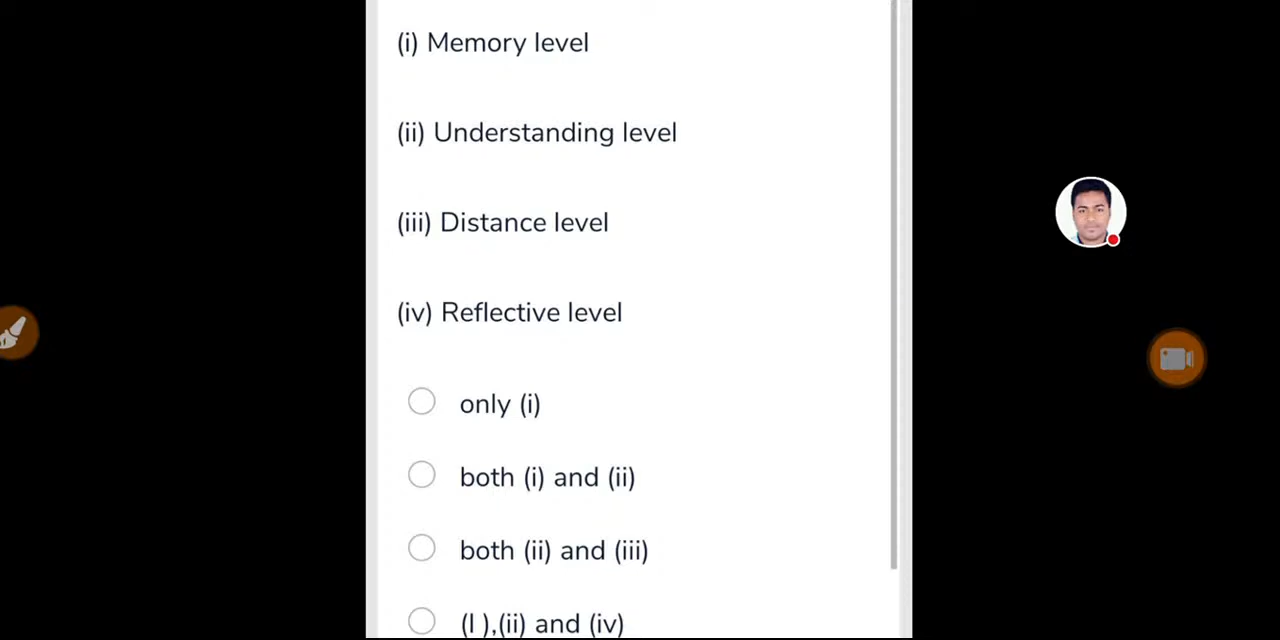 (i) Memory level
(ii) Understanding level
(iii) Distance level
(iv) Reflective level
only (i)
both (i) and (ii)
both (ii) and (iii)
(I ),(ii) and (iv)